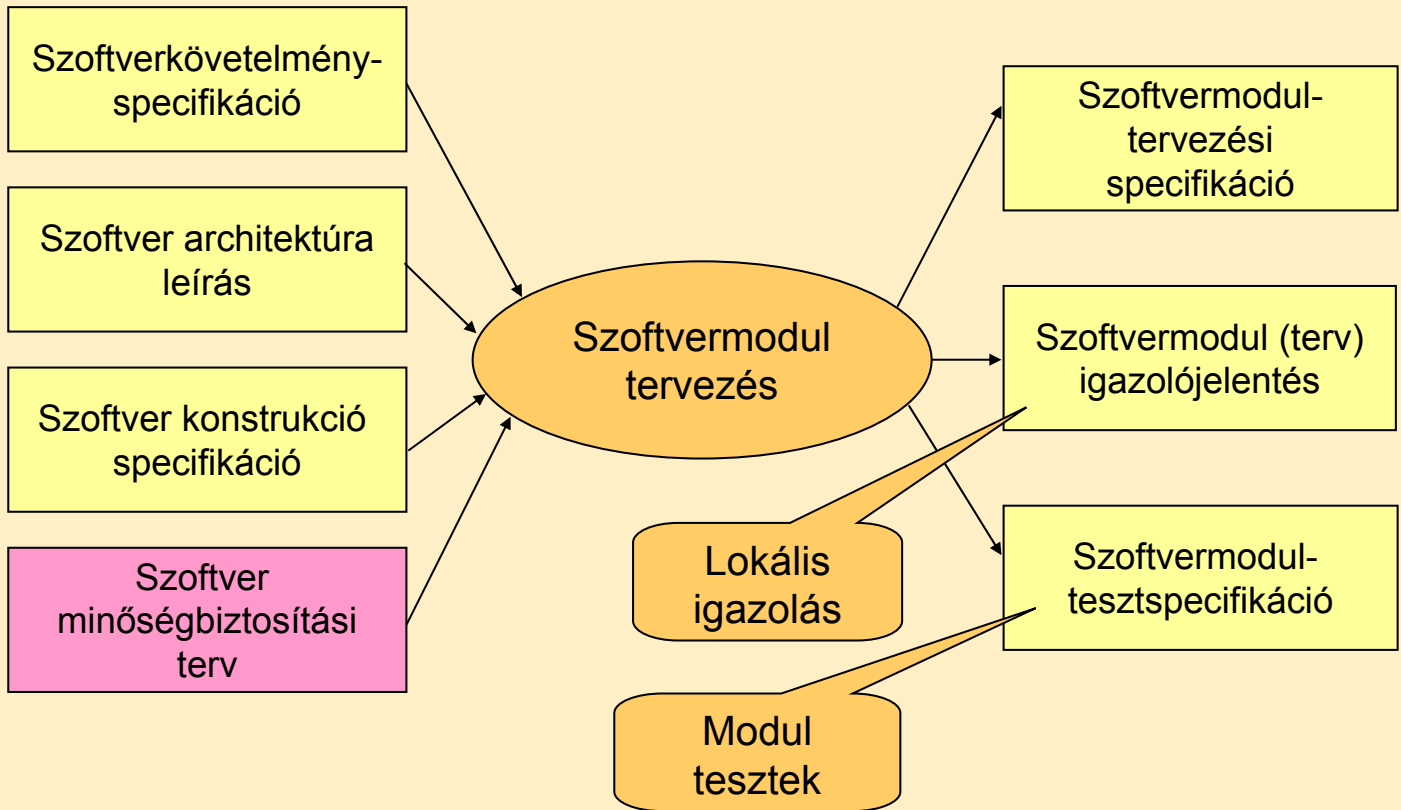 Szoftverkövetelmény-
specifikáció
Szoftver architektúra
leírás
Szoftver konstrukció
specifikáció
Szoftver
minőségbiztosítási
terv
Szoftvermodul
tervezés
Szoftvermodul-
tervezési
specifikáció
Szoftvermodul (terv)
igazolójelentés
Szoftvermodul-
tesztspecifikáció
Lokális
igazolás
Modul
tesztek